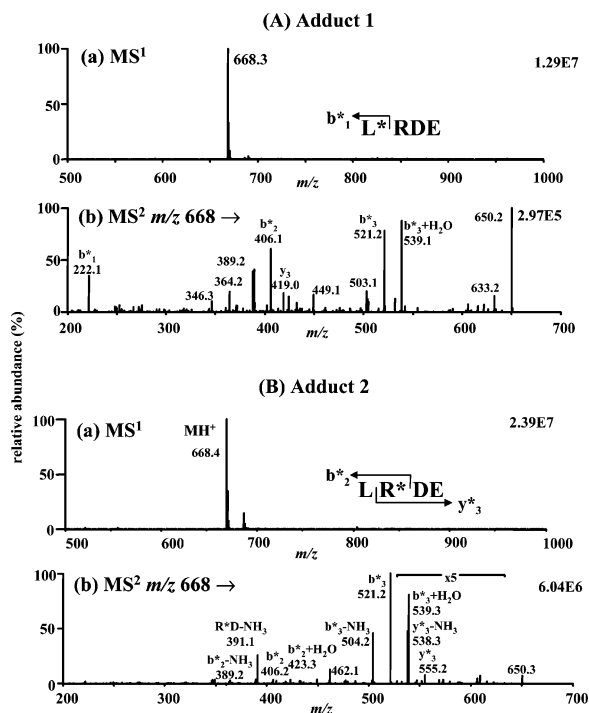 (A) Adduct 1
(a) MS¹
668.3
1.29E7
b*₁ L* RDE
100
50
0
500 600 700 800 900 1000
m/z
(b) MS² m/z 668 →
b*₁
222.1
346.3
364.2
389.2
b*₂
406.1
y₃
419.0
449.1
503.1
b*₃
521.2
b*₃+H₂O
539.1
633.2
650.2
2.97E5
100
50
0
200 300 400 500 600 700
m/z
relative abundance (%)
(B) Adduct 2
(a) MS¹
MH⁺
668.4
2.39E7
b*₂ L R* DE y*₃
100
50
0
500 600 700 800 900 1000
m/z
(b) MS² m/z 668 →
b*₂-NH₃
389.2
R*D-NH₃
391.1
b*₂
406.2
b*₂+H₂O
423.3
462.1
b*₃-NH₃
504.2
b*₃
521.2
x5
b*₃+H₂O
539.3
y*₃-NH₃
538.3
y*₃
555.2
650.3
6.04E6
100
50
0
200 300 400 500 600 700
m/z